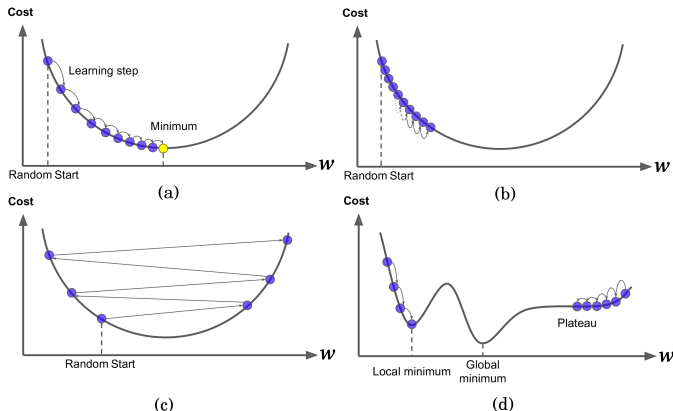 Cost
Learning step
Minimum
Random Start
w
(a)
Cost
Random Start
w
(b)
Cost
Random Start
w
(c)
Cost
Plateau
Local minimum
Global
minimum
w
(d)